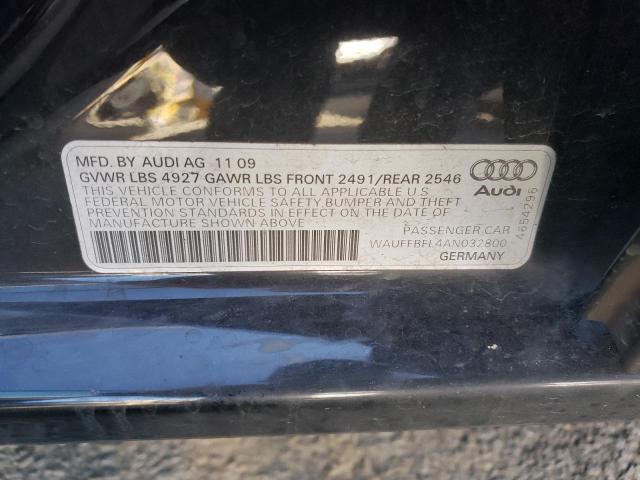 MFD. BY AUDI AG 11 09
GVWR LBS 4927 GAWR LBS FRONT 2491/REAR 2546
THIS VEHICLE CONFORMS TO ALL APPLICABLE U.S
FEDERAL MOTOR VEHICLE SAFETY,BUMPER AND THEFT
PREVENTION STANDARDS IN EFFECT ON DATE OF
MANUFACTURE SHOWN ABOVE
Audi
4654296
PASSENGER CAR
WAUFFBFL4AN032800
GERMANY